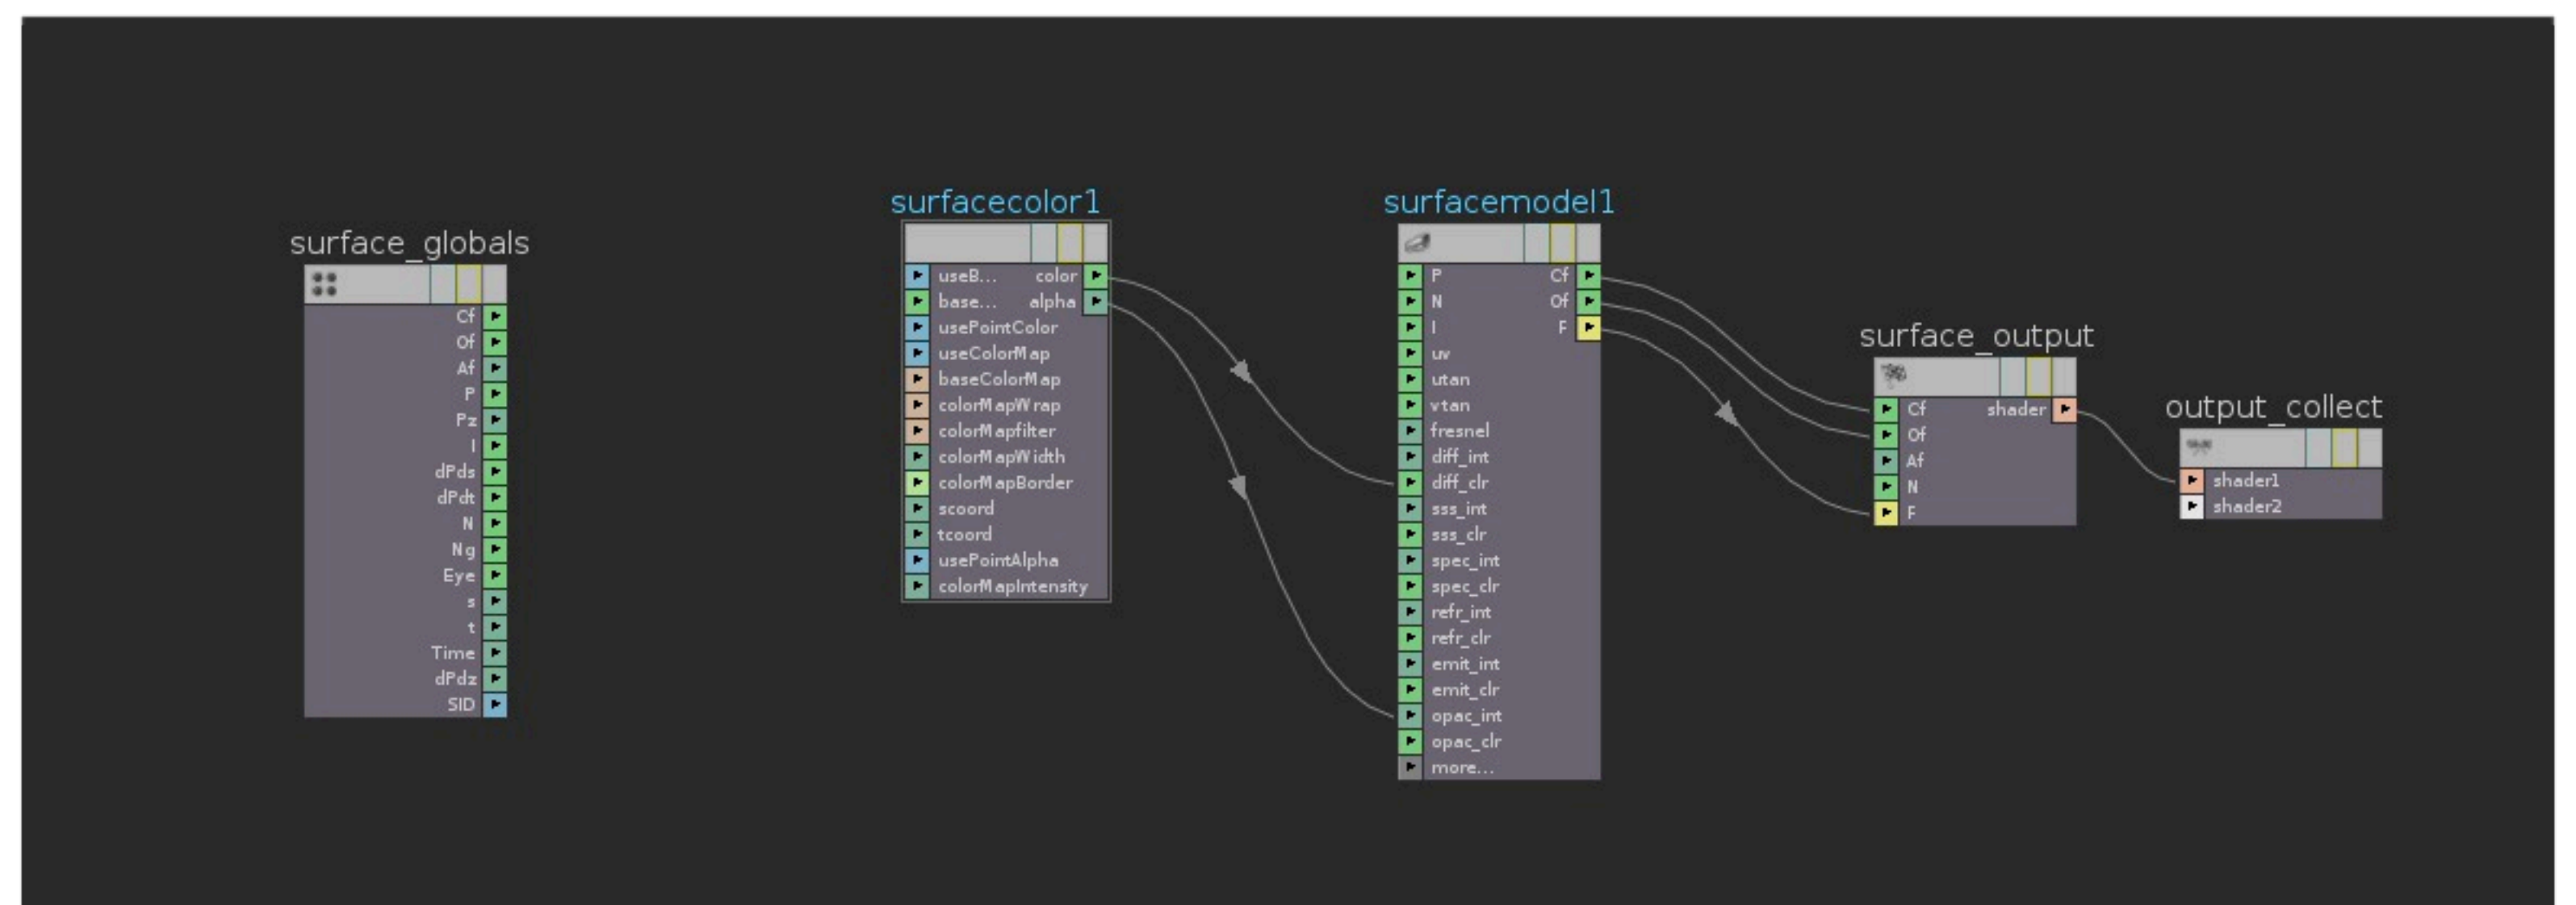 surface_globals
Cf
Of
Af
P
Pz
I
dPds
dPdt
N
Ng
Eye
s
t
Time
dPdz
SID
surfacecolor1
useB... color
base... alpha
usePointColor
useColorMap
baseColorMap
colorMapWrap
colorMapfilter
colorMapWidth
colorMapBorder
scoord
tcoord
usePointAlpha
colorMapIntensity
surfacemodel1
P Cf
N Of
I F
uv
utan
vtan
fresnel
diff_int
diff_clr
sss_int
sss_clr
spec_int
spec_clr
refr_int
refr_clr
emit_int
emit_clr
opac_int
opac_clr
more...
surface_output
Cf shader
Of
Af
N
F
output_collect
shader1
shader2